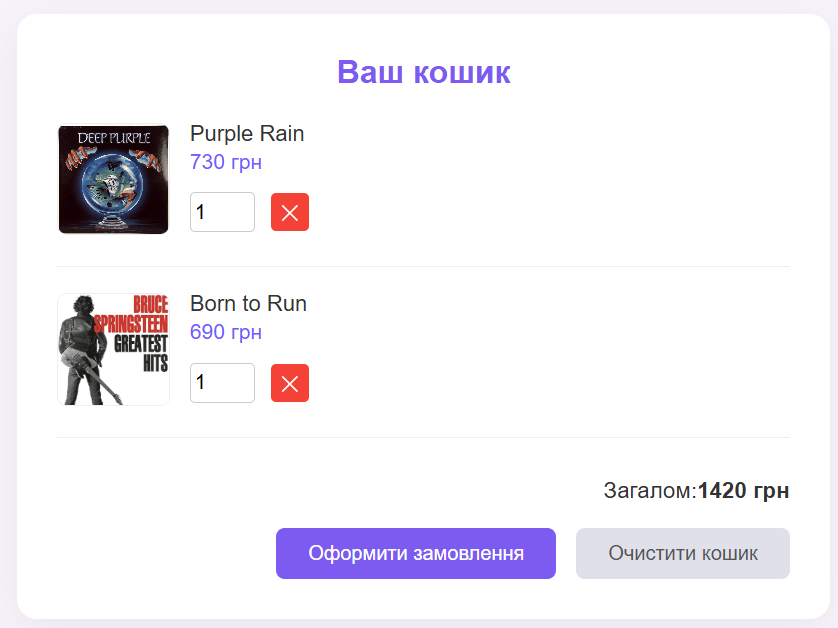 Ваш кошик
DEEP PURPLE
Purple Rain
730 грн
1
BRUCE
SPRINGSTEEN
GREATEST
HITS
Born to Run
690 грн
1
Загалом:1420 грн
Оформити замовлення
Очистити кошик